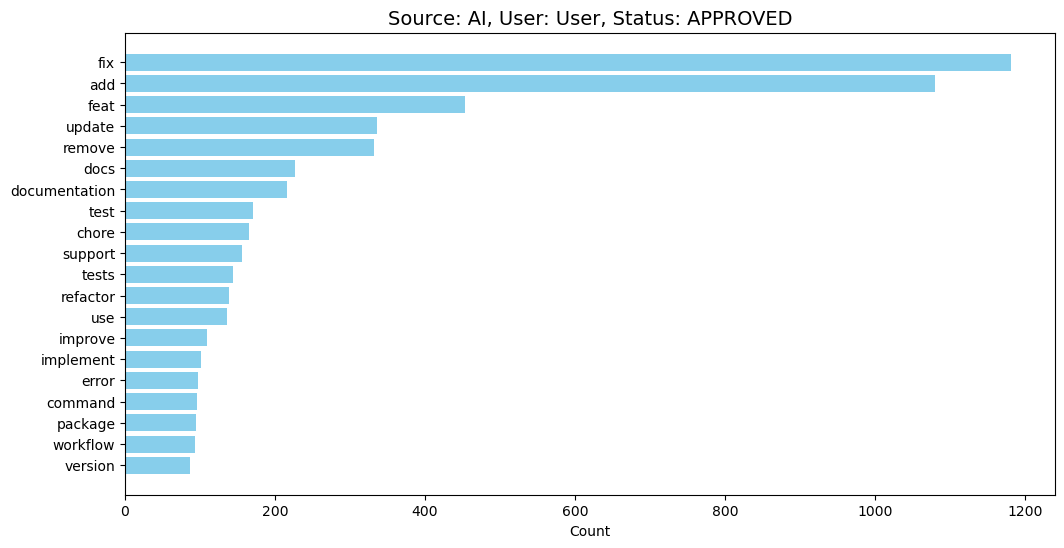 Source: AI, User: User, Status: APPROVED
fix
add
feat
update
remove
docs
documentation
test
chore
support
tests
refactor
use
improve
implement
error
command
package
workflow
version
0 200 400 600 800 1000 1200
Count